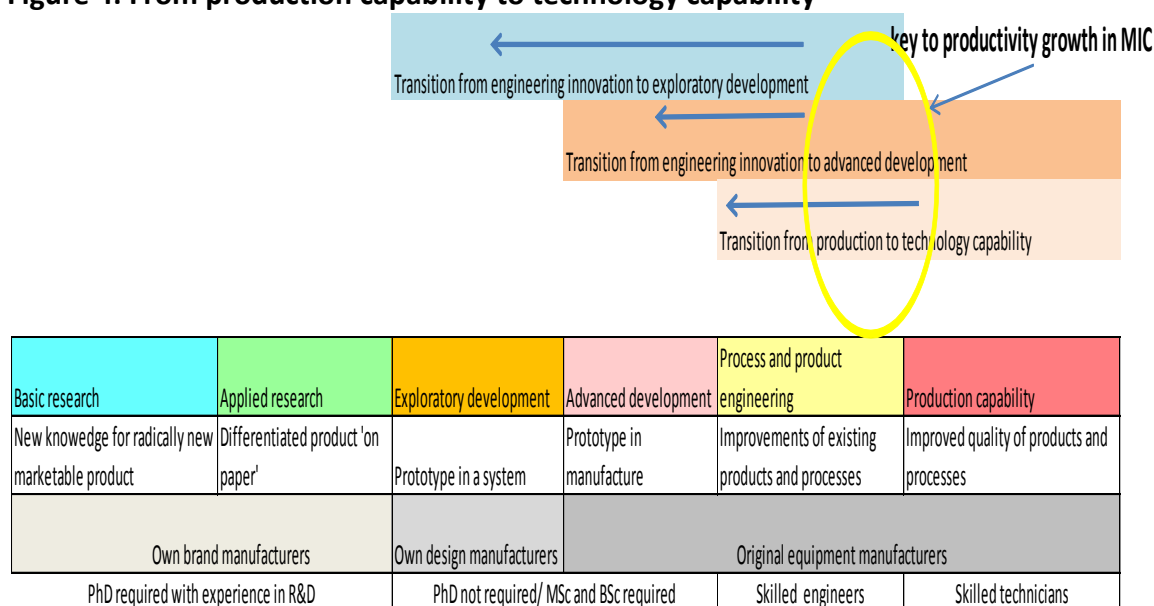 key to productivity growth in MIC
Transition from engineering innovation to exploratory development
Transition from engineering innovation to advanced development
Transition from production to technology capability
Basic research
Applied research
Exploratory development
Advanced development
Process and product
engineering
Production capability
New knowedge for radically new
marketable product
Differentiated product 'on
paper'
Prototype in a system
Prototype in
manufacture
Improvements of existing
products and processes
Improved quality of products and
processes
Own brand manufacturers
Own design manufacturers
Original equipment manufacturers
PhD required with experience in R&D
PhD not required/ MSc and BSc required
Skilled engineers
Skilled technicians